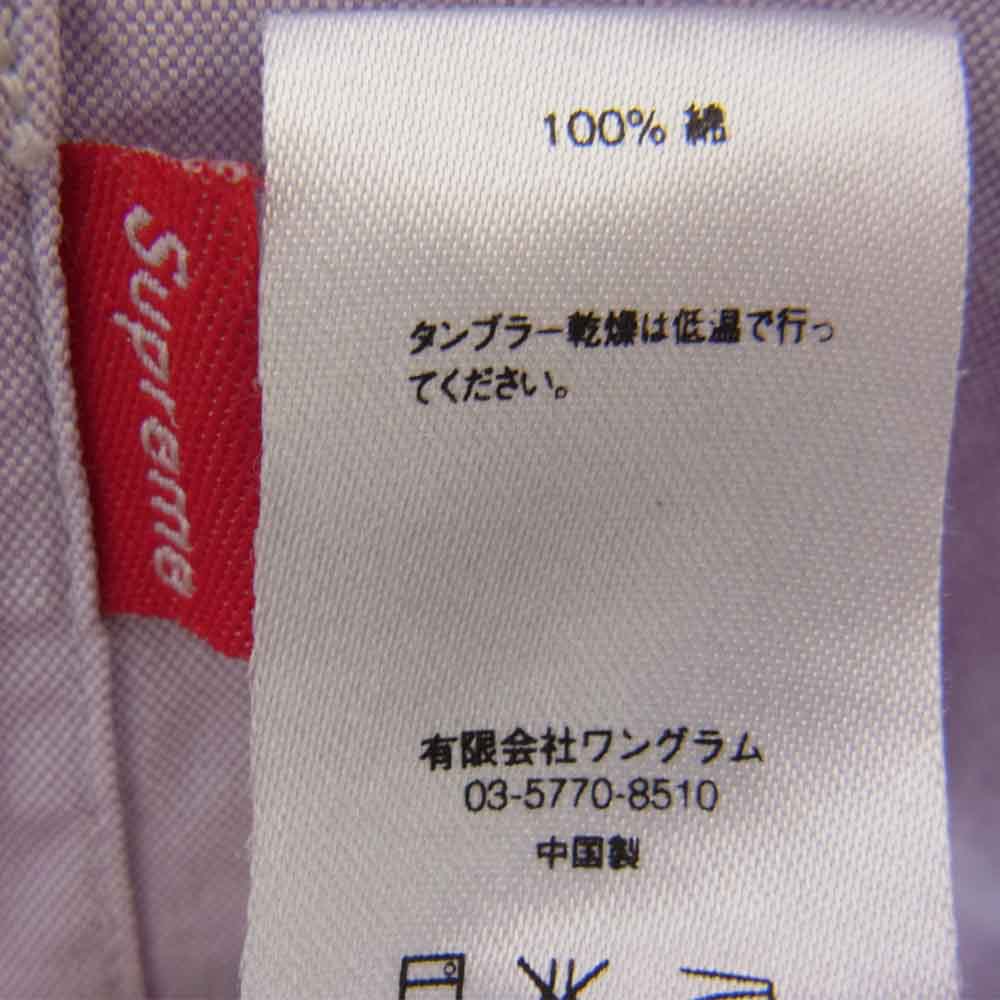 100% 綿
Supreme
タンブラー乾燥は低温で行っ
てください。
有限会社ワングラム
03-5770-8510
中国製